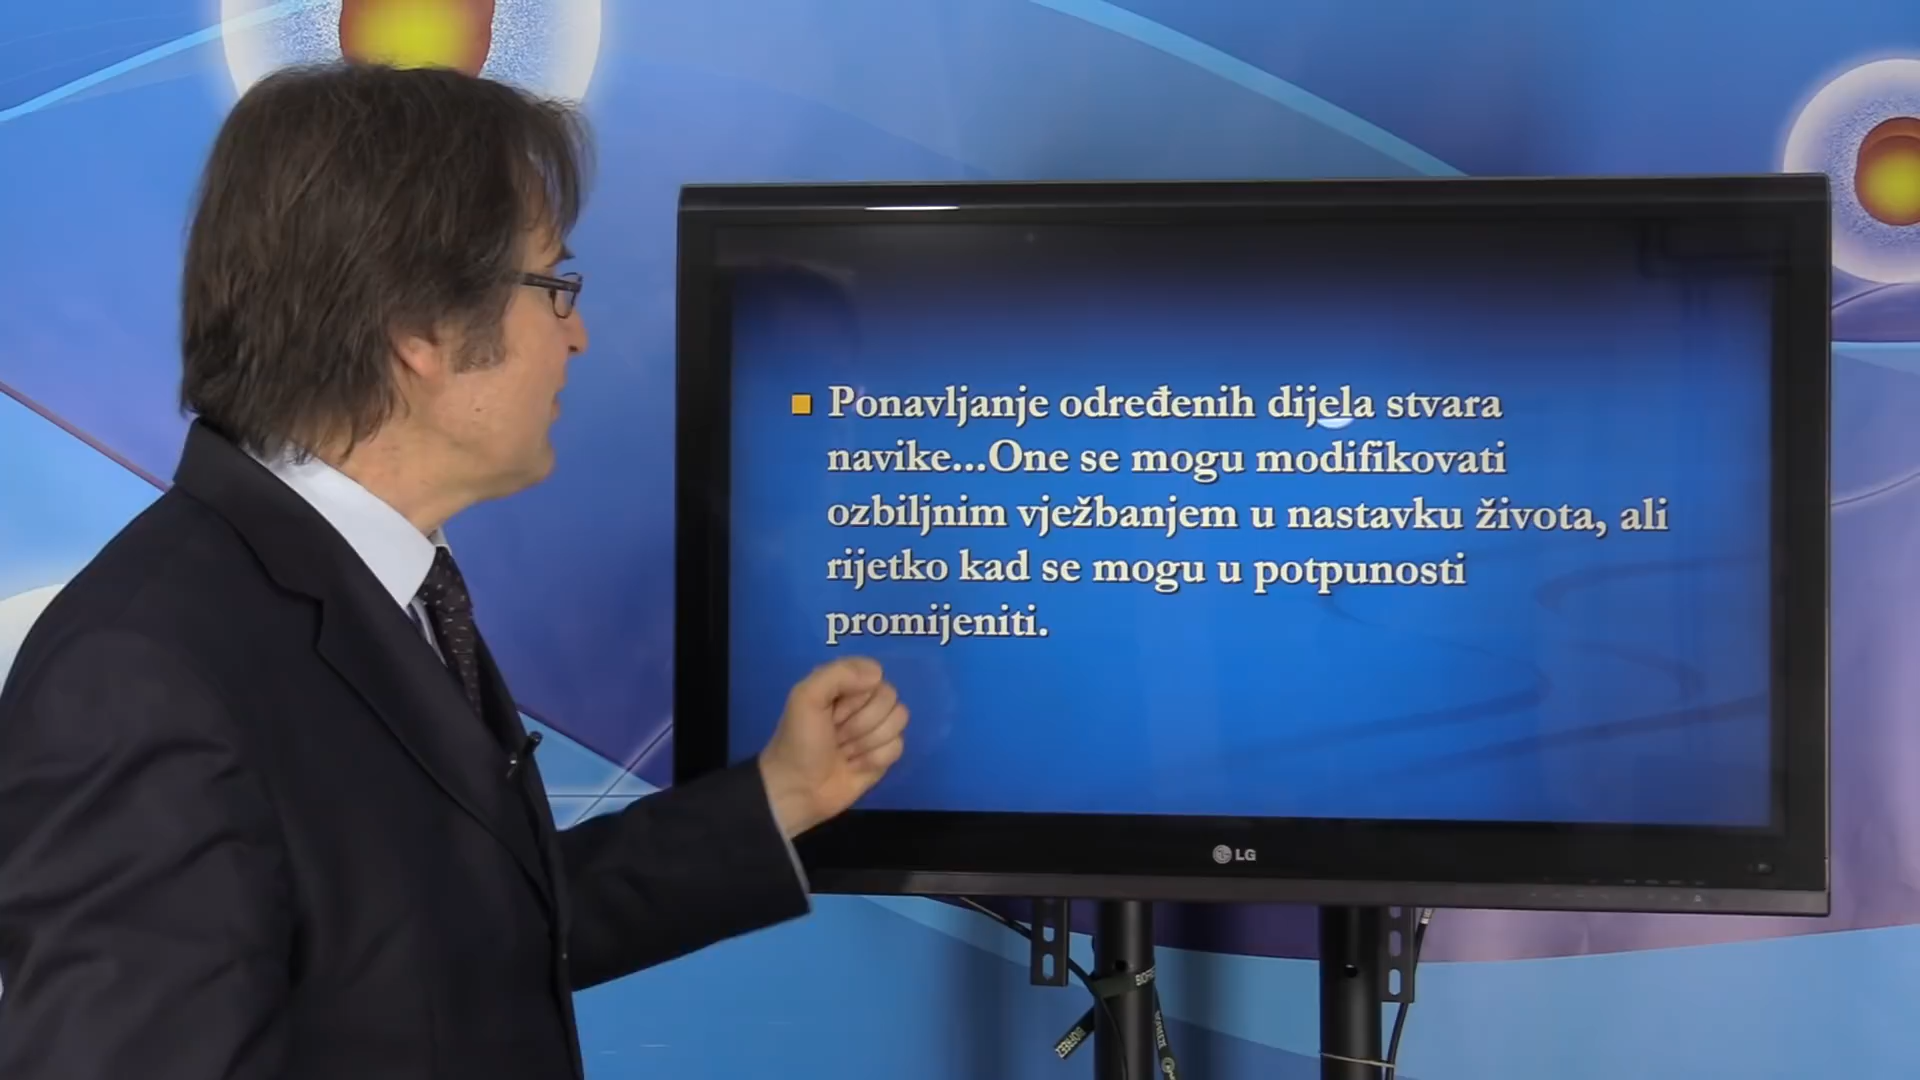 Ponavljanje određenih dijela stvara
navike...One se mogu modifikovati
ozbiljnim vježbanjem u nastavku života, ali
rijetko kad se mogu u potpunosti
promijeniti.
LG